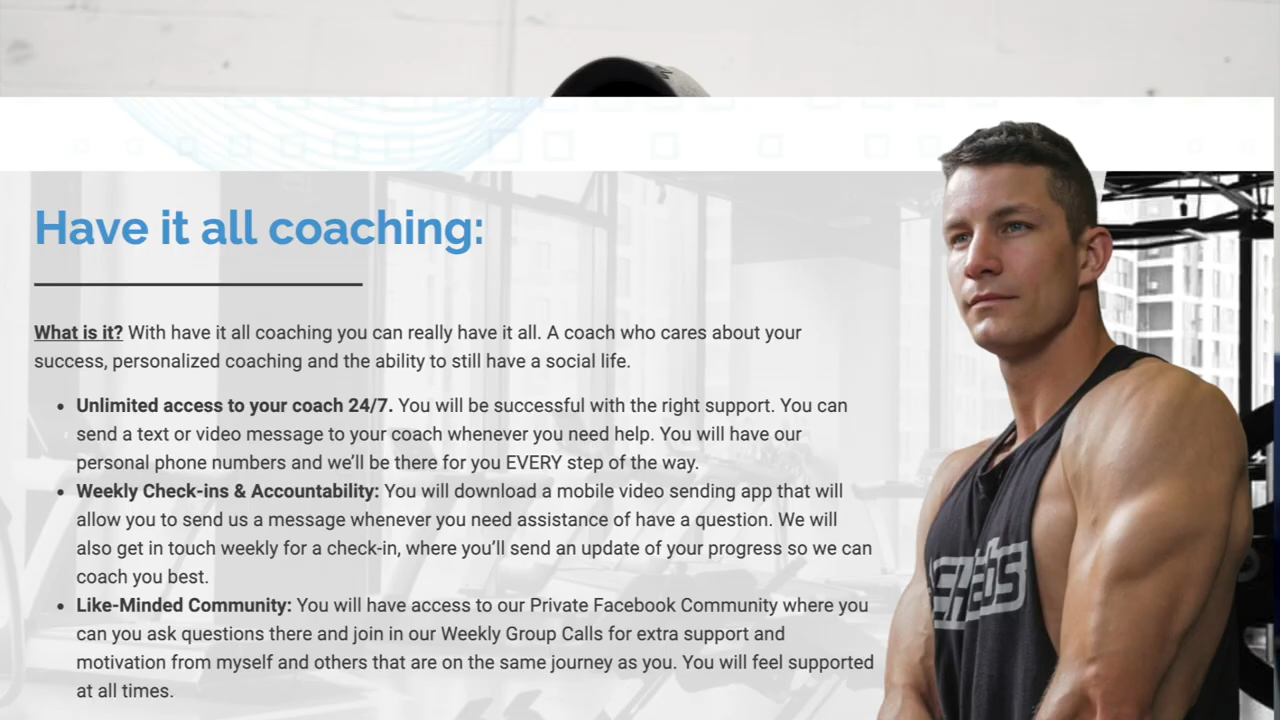 Have it all coaching:
What is it? With have it all coaching you can really have it all. A coach who cares about your
success, personalized coaching and the ability to still have a social life.
• Unlimited access to your coach 24/7. You will be successful with the right support. You can
send a text or video message to your coach whenever you need help. You will have our
personal phone numbers and we’ll be there for you EVERY step of the way.
• Weekly Check-ins & Accountability: You will download a mobile video sending app that will
allow you to send us a message whenever you need assistance of have a question. We will
also get in touch weekly for a check-in, where you’ll send an update of your progress so we can
coach you best.
• Like-Minded Community: You will have access to our Private Facebook Community where you
can you ask questions there and join in our Weekly Group Calls for extra support and
motivation from myself and others that are on the same journey as you. You will feel supported
at all times.